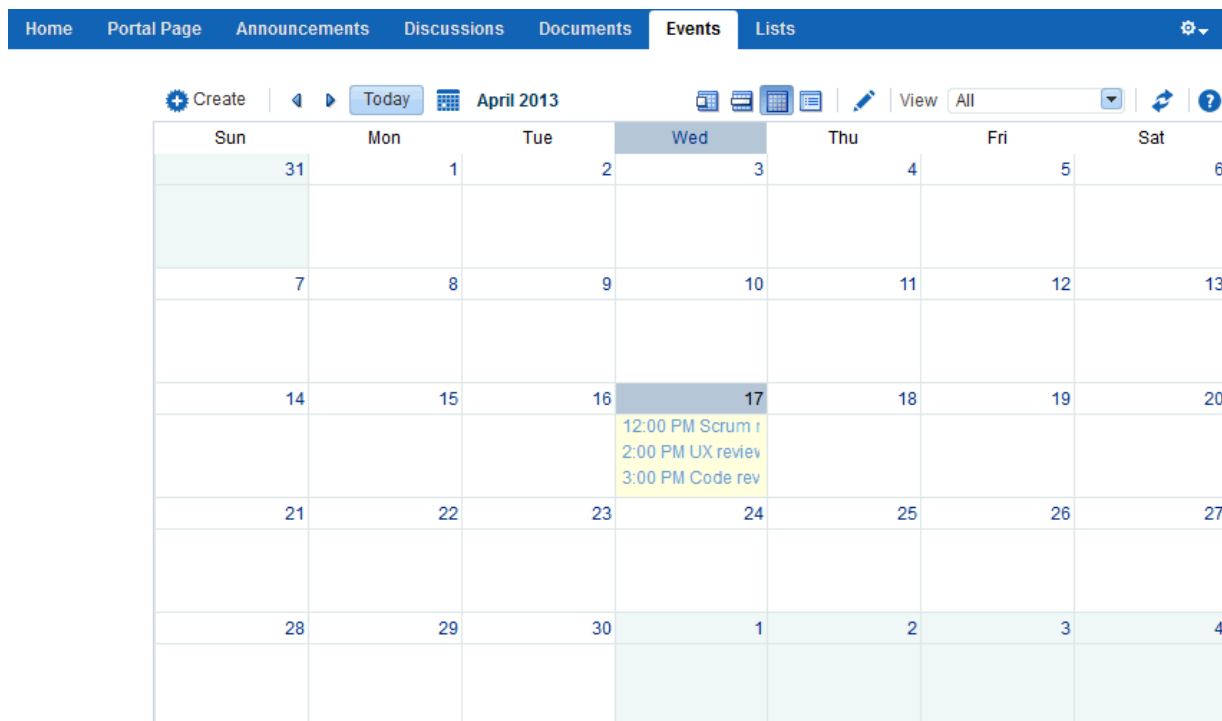 Home Portal Page Announcements Discussions Documents Events Lists
Create Today April 2013 View All ?
Sun Mon Tue Wed Thu Fri Sat
31 1 2 3 4 5 6
7 8 9 10 11 12 13
14 15 16 17 18 19 20
12:00 PM Scrum
2:00 PM UX review
3:00 PM Code rev
21 22 23 24 25 26 27
28 29 30 1 2 3 4